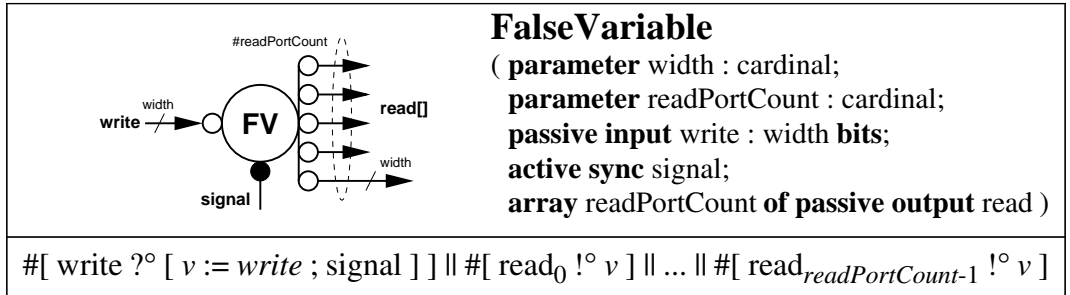 #readPortCount
width
write
FV
read[]
width
signal
FalseVariable
( parameter width : cardinal;
parameter readPortCount : cardinal;
passive input write : width bits;
active sync signal;
array readPortCount of passive output read )
#[ write ?° [ v := write ; signal ] ] || #[ read0 !° v ] || ... || #[ readreadPortCount-1 !° v ]